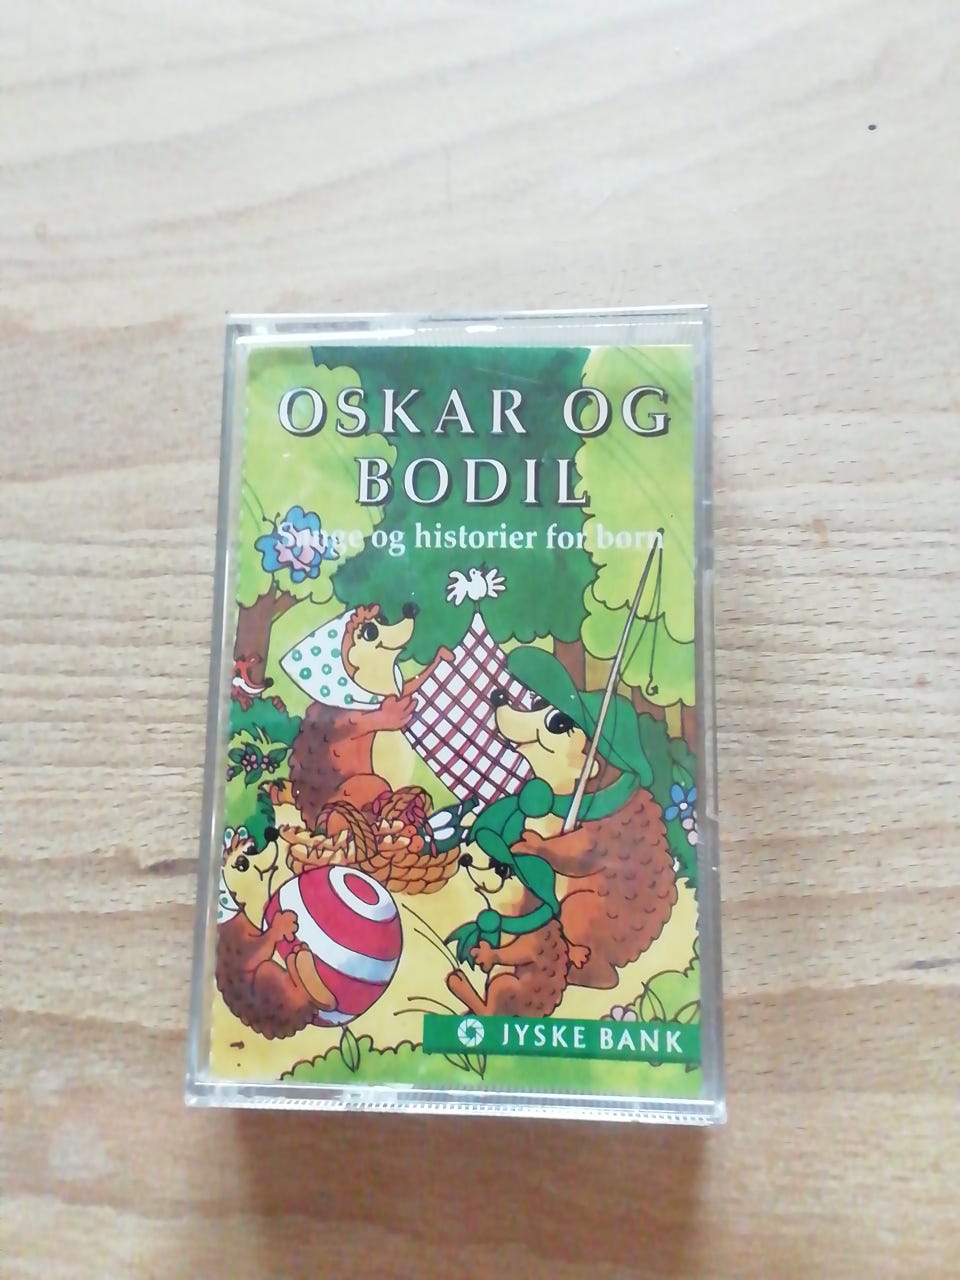 OSKAR OG
BODIL
Sange og historier for børn
JYSKE BANK